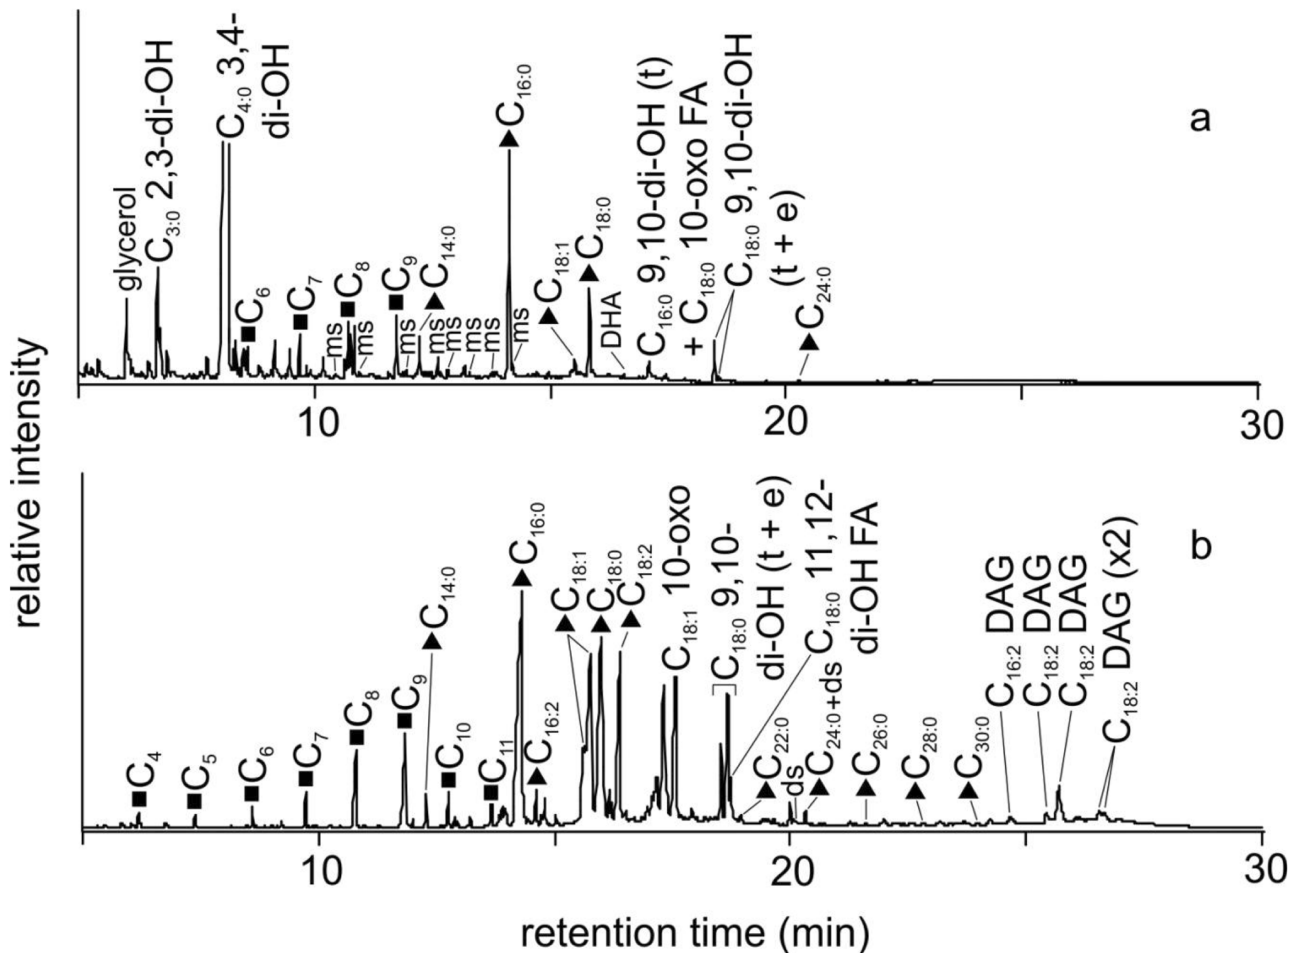 relative intensity
a
glycerol
C3:0 2,3-di-OH
C4:0 3,4-
di-OH
■C6
■C7
ms
■C8
ms
■C9
ms
▲C14:0
ms
ms
ms
ms
▲C16:0
ms
▲C18:1
▲C18:0
DHA
C16:0 9,10-di-OH (t)
+ C18:0 10-oxo FA
C18:0 9,10-di-OH
(t + e)
▲C24:0
10
20
30
b
■C4
■C5
■C6
■C7
■C8
■C9
▲C14:0
■C10
■C11
▲C16:0
▲C16:2
▲C18:1
▲C18:0
▲C18:2
C18:1 10-oxo
C18:0 9,10-
di-OH (t + e)
C18:0 11,12-
di-OH FA
▲C22:0
ds
▲C24:0+ds
▲C26:0
▲C28:0
▲C30:0
C16:2 DAG
C18:2 DAG
C18:2 DAG
C18:2 DAG (x2)
10
20
30
retention time (min)